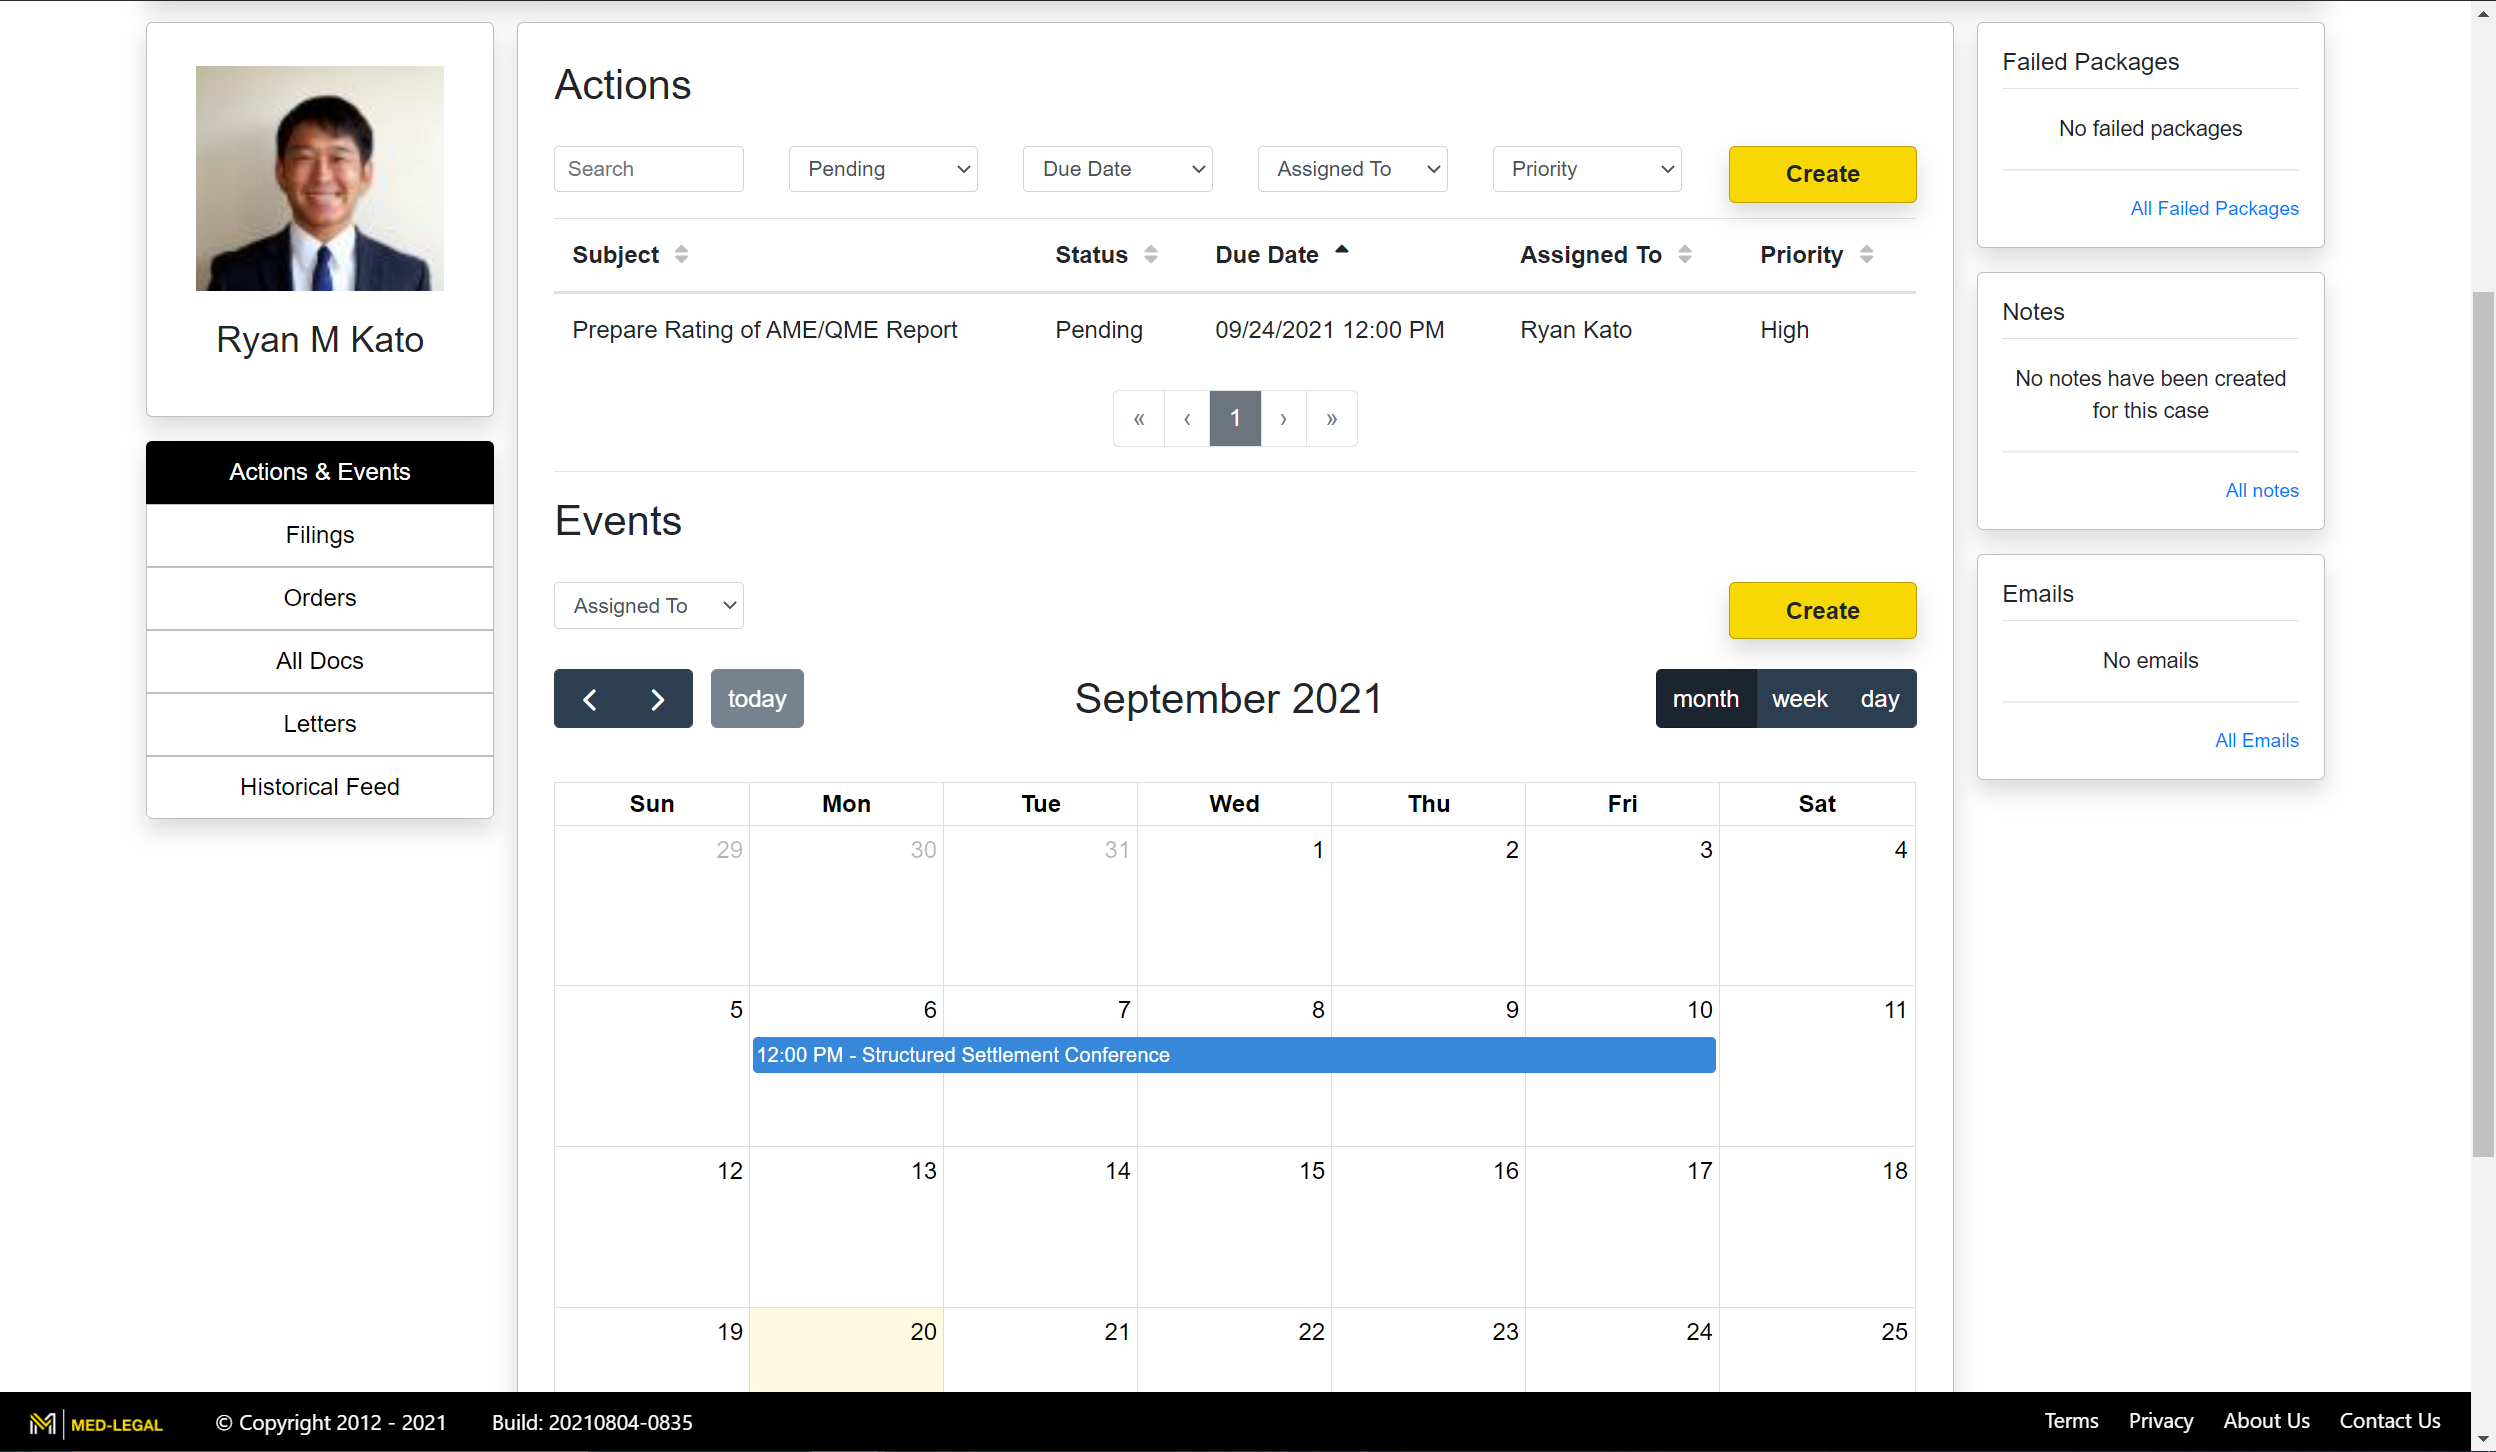 Ryan M Kato
Actions & Events
Filings
Orders
All Docs
Letters
Historical Feed
Actions
Search
Pending
Due Date
Assigned To
Priority
Create
Subject Status Due Date Assigned To Priority
Prepare Rating of AME/QME Report Pending 09/24/2021 12:00 PM Ryan Kato High
« ‹ 1 › »
Events
Assigned To
Create
today
September 2021
month week day
Sun Mon Tue Wed Thu Fri Sat
29 30 31 1 2 3 4
5 6 7 8 9 10 11
12:00 PM - Structured Settlement Conference
12 13 14 15 16 17 18
19 20 21 22 23 24 25
Failed Packages
No failed packages
All Failed Packages
Notes
No notes have been created
for this case
All notes
Emails
No emails
All Emails
MED-LEGAL
© Copyright 2012 - 2021
Build: 20210804-0835
Terms Privacy About Us Contact Us